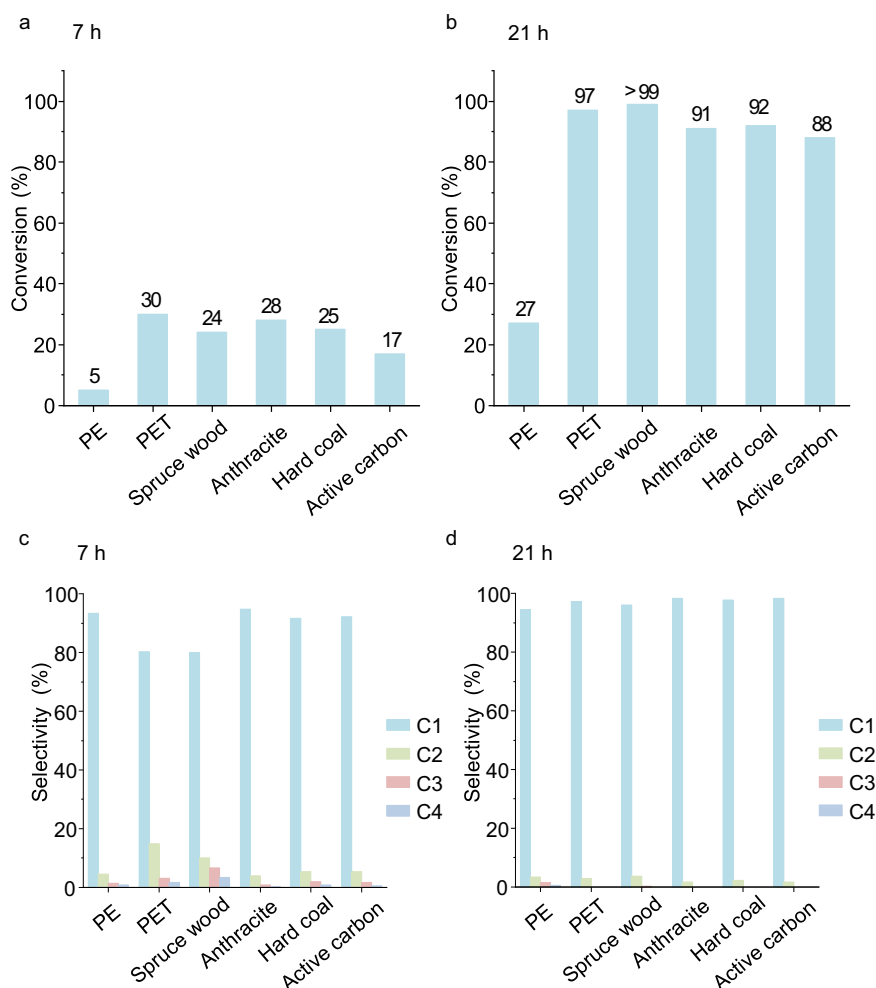 a
7 h
Conversion (%)
100
80
60
40
20
0
5
30
24
28
25
17
PE
PET
Spruce wood
Anthracite
Hard coal
Active carbon
b
21 h
Conversion (%)
100
80
60
40
20
0
27
97
>99
91
92
88
PE
PET
Spruce wood
Anthracite
Hard coal
Active carbon
c
7 h
Selectivity (%)
100
80
60
40
20
0
PE
PET
Spruce wood
Anthracite
Hard coal
Active carbon
C1
C2
C3
C4
d
21 h
Selectivity (%)
100
80
60
40
20
0
PE
PET
Spruce wood
Anthracite
Hard coal
Active carbon
C1
C2
C3
C4